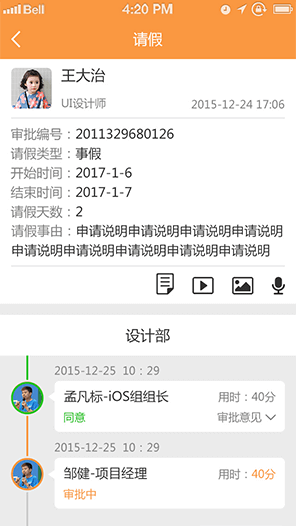 Bell 4:20 PM
请假
王大治
UI设计师 2015-12-24 17:06
审批编号：2011329680126
请假类型：事假
开始时间：2017-1-6
结束时间：2017-1-7
请假天数：2
请假事由：申请说明申请说明申请说明申请说明
申请说明申请说明申请说明申请说明
设计部
2015-12-25 10：29
孟凡标-iOS组组长 用时：40分
同意 审批意见
2015-12-25 10：29
邹健-项目经理 用时：40分
审批中